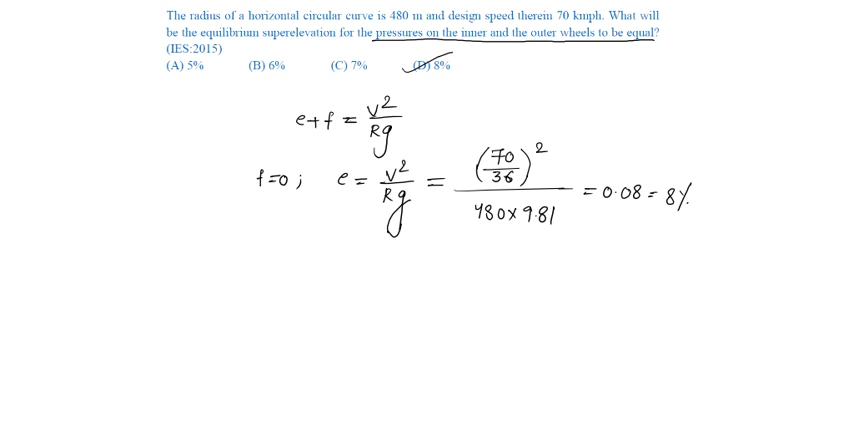 The radius of a horizontal circular curve is 480 m and design speed therein 70 kmph. What will
be the equilibrium superelevation for the pressures on the inner and the outer wheels to be equal?
(IES:2015)
(A) 5% (B) 6% (C) 7% (D) 8%
e+f = V²/Rg
f=0 ; e = V²/Rg = (70/36)²/480×9.81 = 0.08 = 8%